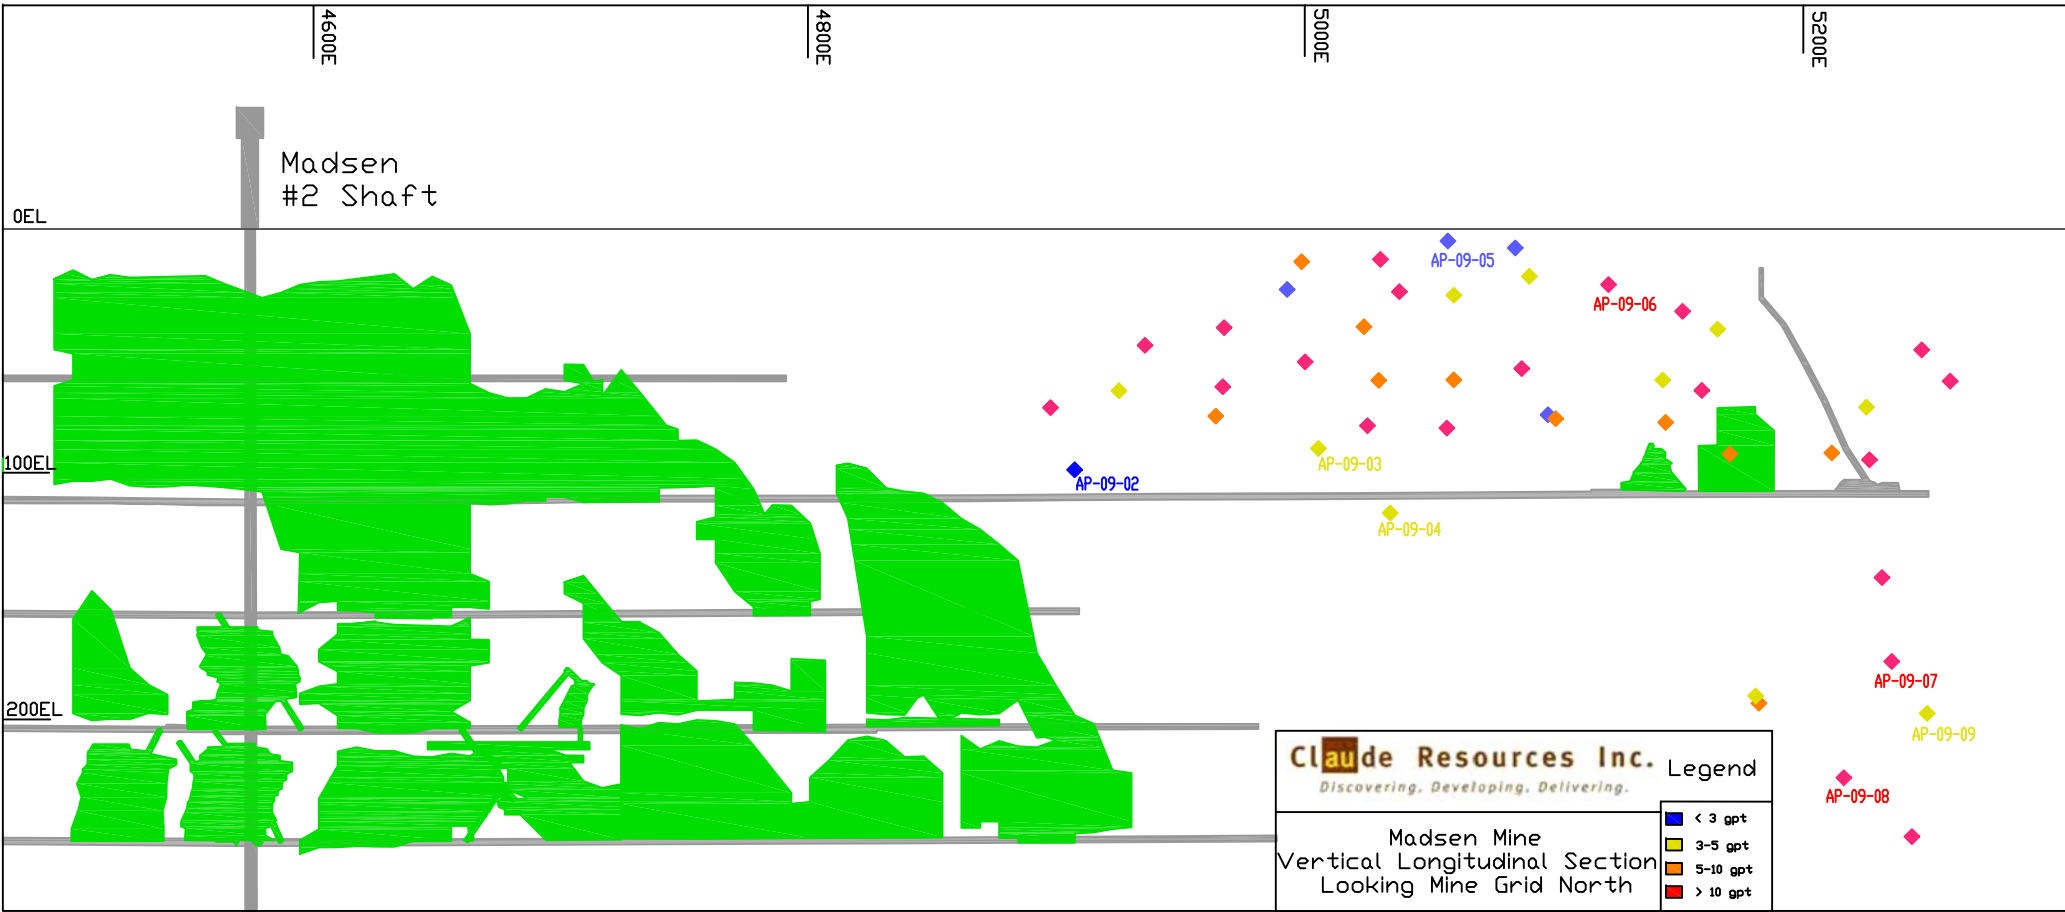 4600E
4800E
5000E
5200E
Madsen
#2 Shaft
0EL
AP-09-05
AP-09-06
100EL
AP-09-03
AP-09-02
AP-09-04
AP-09-07
200EL
AP-09-09
AP-09-08
Claude Resources Inc.
Discovering. Developing. Delivering.
Legend
< 3 gpt
3-5 gpt
5-10 gpt
> 10 gpt
Madsen Mine
Vertical Longitudinal Section
Looking Mine Grid North